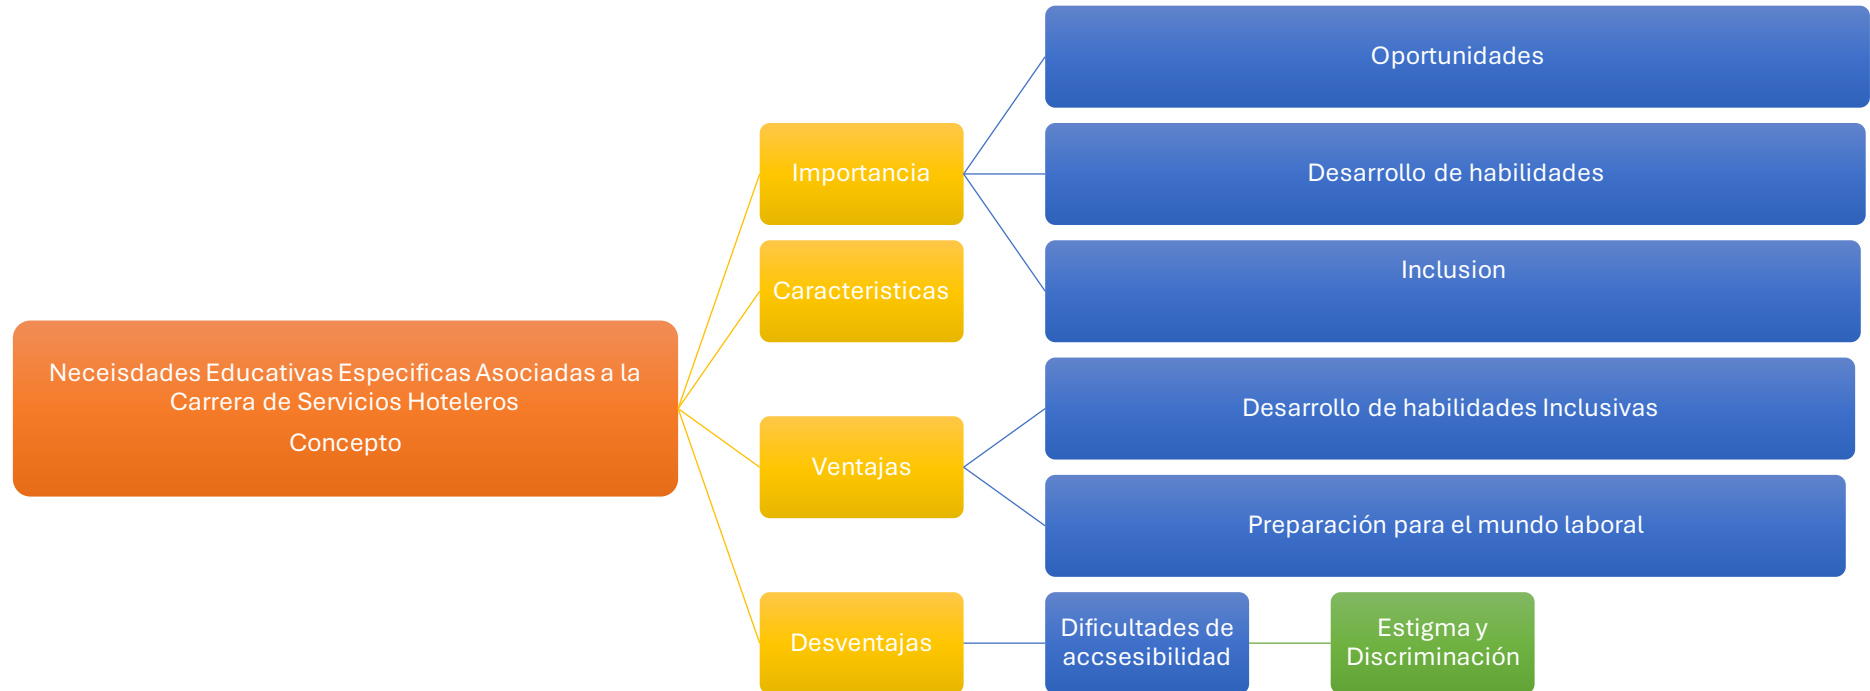 Neceisdades Educativas Especificas Asociadas a la
Carrera de Servicios Hoteleros
Concepto
Importancia
Oportunidades
Desarrollo de habilidades
Inclusion
Caracteristicas
Ventajas
Desarrollo de habilidades Inclusivas
Preparación para el mundo laboral
Desventajas
Dificultades de
accsesibilidad
Estigma y
Discriminación